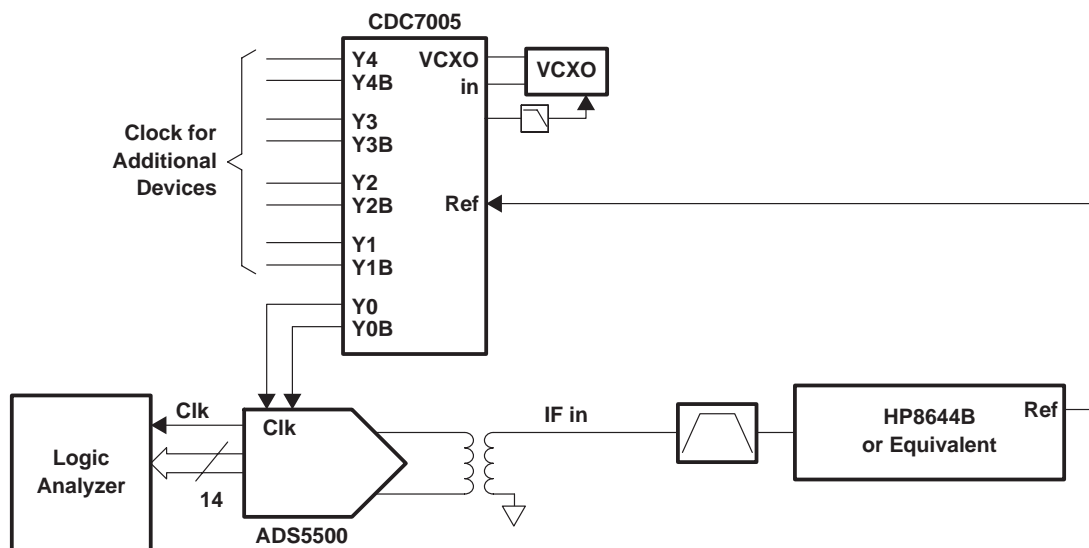 CDC7005
Y4
Y4B
Y3
Y3B
Y2
Y2B
Y1
Y1B
Y0
Y0B
VCXO
in
Ref
VCXO
Clock for
Additional
Devices
Logic
Analyzer
Clk
14
Clk
ADS5500
IF in
HP8644B
or Equivalent
Ref